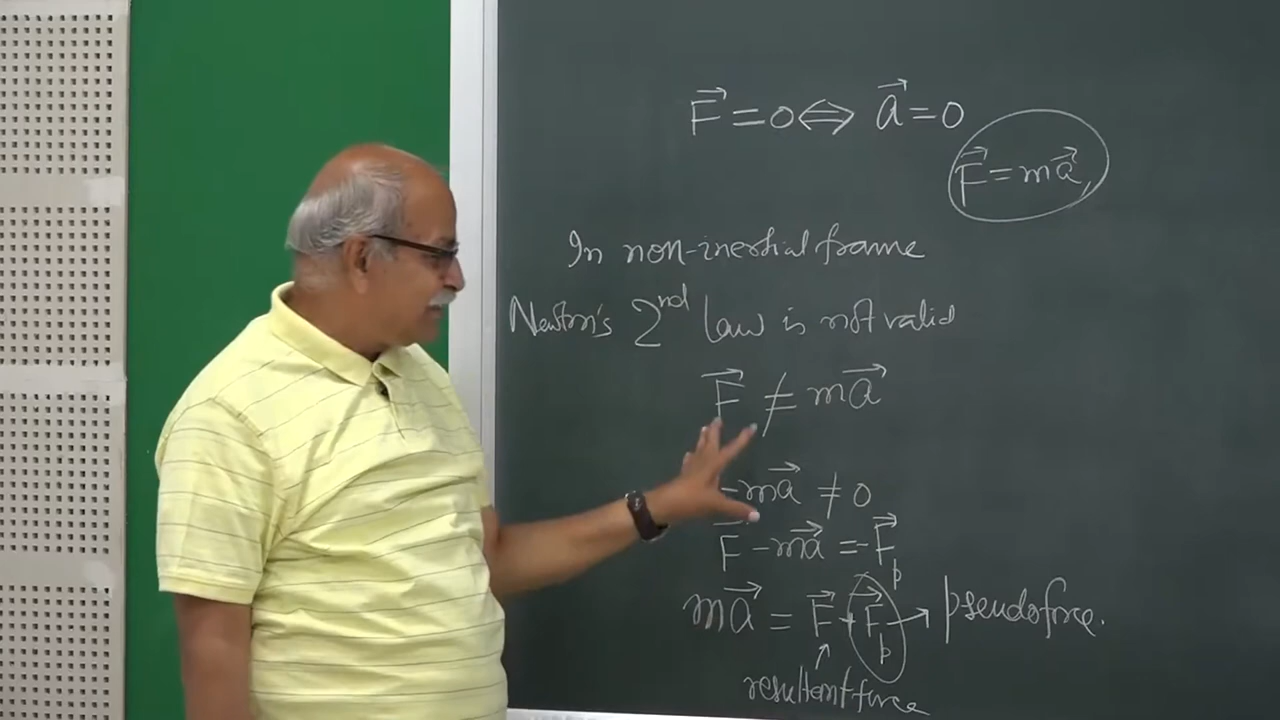 F⃗ = 0 ⇔ a⃗ = 0
F⃗ = ma⃗,
In non-inertial frame
Newton's 2nd law is not valid
F⃗ ≠ ma⃗
-ma⃗ ≠ 0
F⃗ - ma⃗ = -F⃗p
ma⃗ = F⃗ + F⃗p → pseudoforce.
resultant force